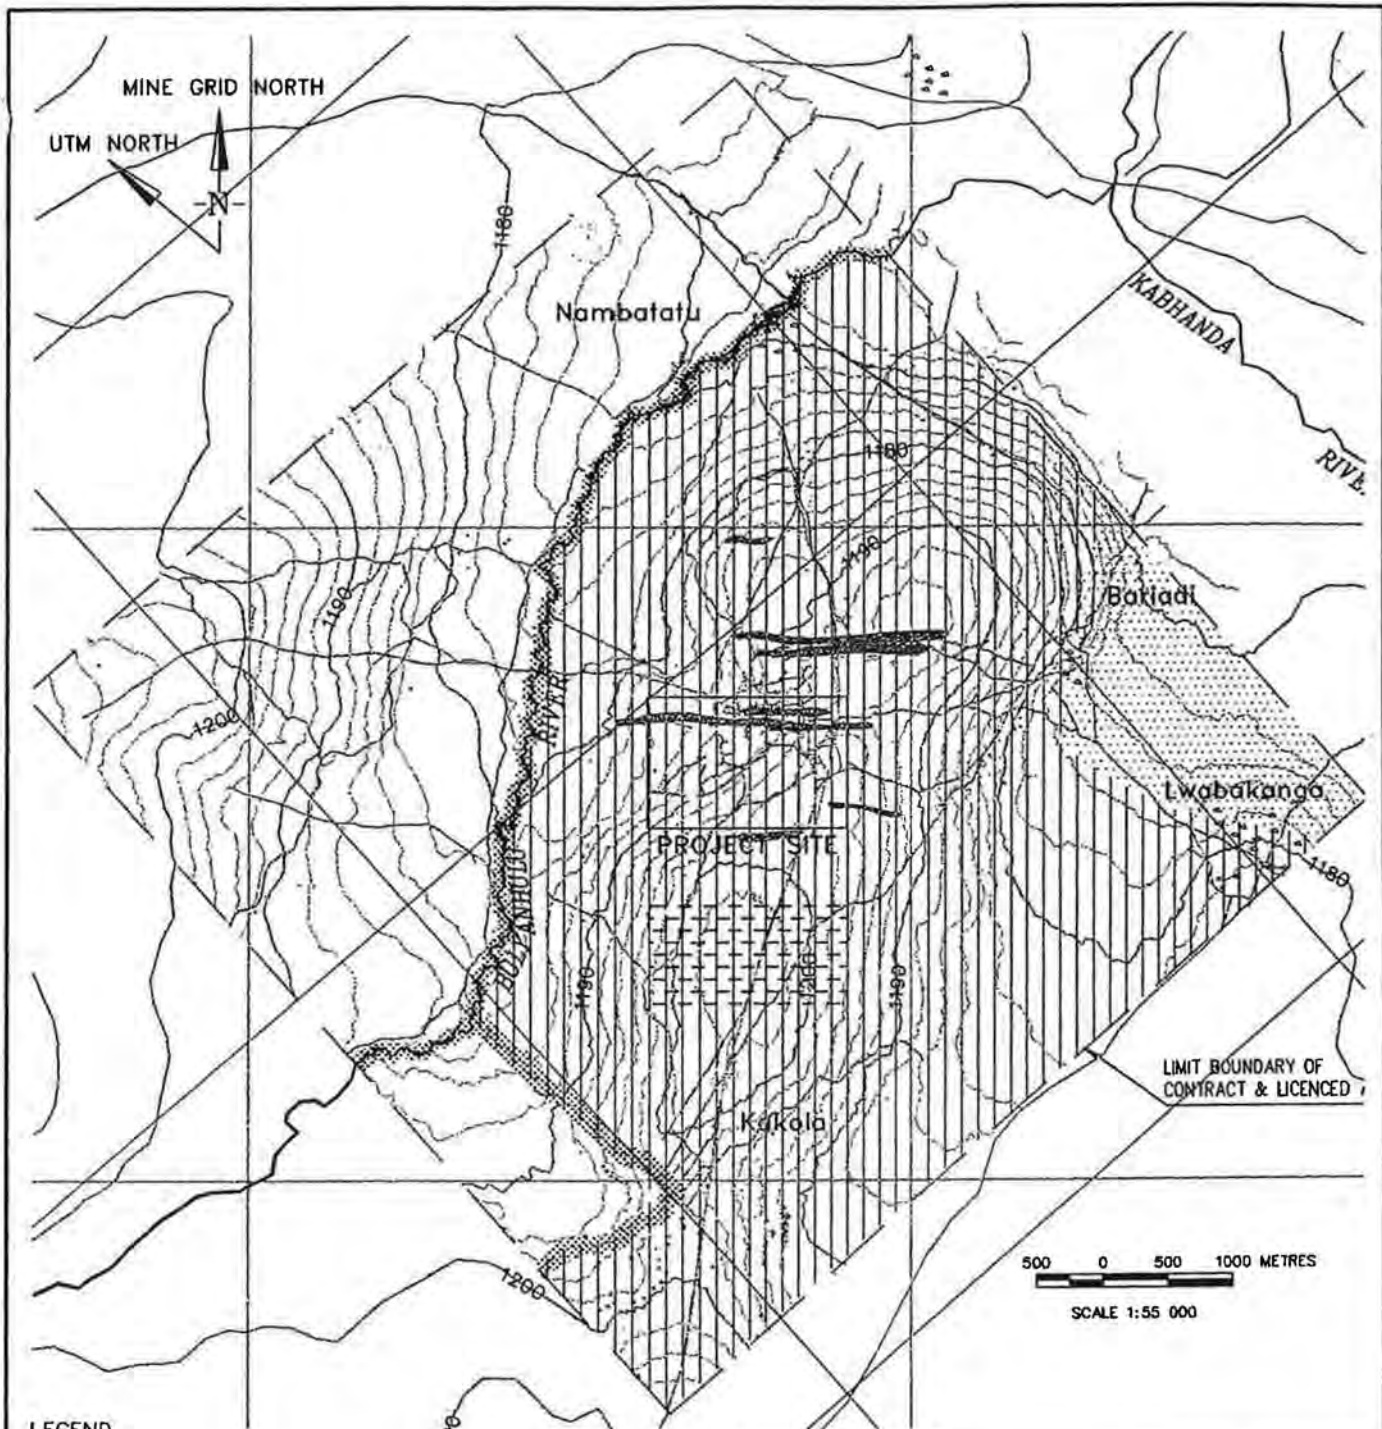 MINE GRID NORTH
UTM NORTH
N
1180
Nambatatu
KABHANDA
RIVE
1180
1190
1190
Bariadi
RIVER
1200
Lwabakanga
PROJECT SITE
1180
1190
1200
1190
LIMIT BOUNDARY OF
CONTRACT & LICENCED
Kakola
500 0 500 1000 METRES
1200
SCALE 1:55 000
LEGEND